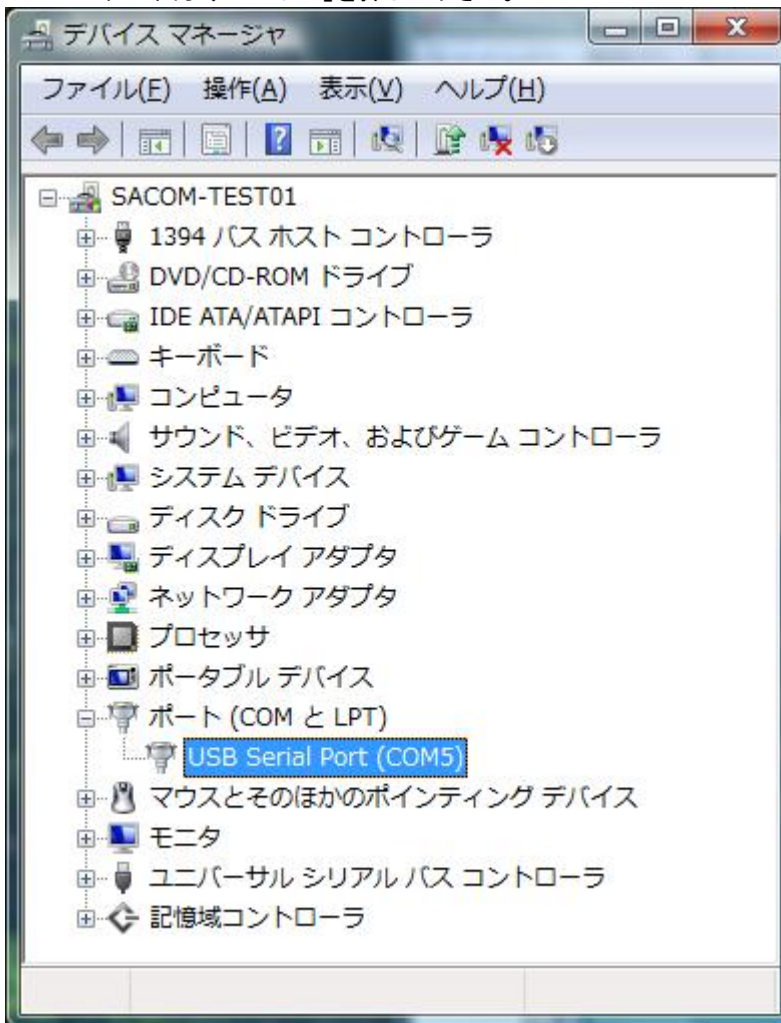 デバイス マネージャ
ファイル(F) 操作(A) 表示(V) ヘルプ(H)
SACOM-TEST01
1394 バス ホスト コントローラ
DVD/CD-ROM ドライブ
IDE ATA/ATAPI コントローラ
キーボード
コンピュータ
サウンド、ビデオ、およびゲーム コントローラ
システム デバイス
ディスク ドライブ
ディスプレイ アダプタ
ネットワーク アダプタ
プロセッサ
ポータブル デバイス
ポート (COM と LPT)
USB Serial Port (COM5)
マウスとそのほかのポインティング デバイス
モニタ
ユニバーサル シリアル バス コントローラ
記憶域コントローラ